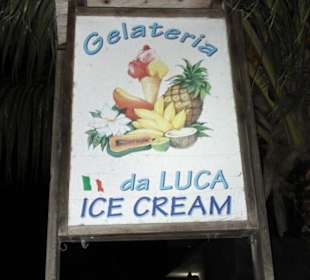 Gelateria
da LUCA
ICE CREAM